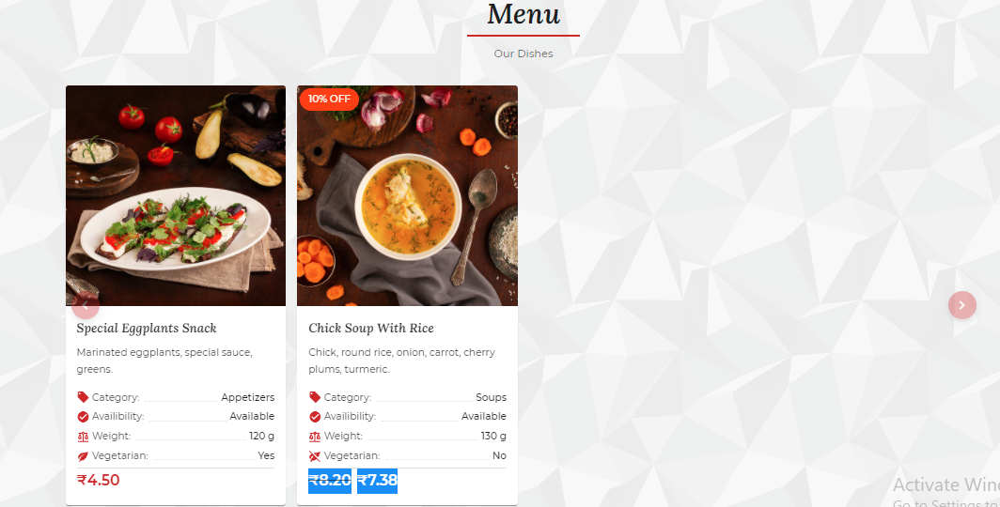 Menu
Our Dishes
10% OFF
Special Eggplants Snack
Marinated eggplants, special sauce,
greens.
Category: Appetizers
Availibility: Available
Weight: 120 g
Vegetarian: Yes
₹4.50
Chick Soup With Rice
Chick, round rice, onion, carrot, cherry
plums, turmeric.
Category: Soups
Availibility: Available
Weight: 130 g
Vegetarian: No
₹8.20 ₹7.38
Activate Win
Go to Settings to